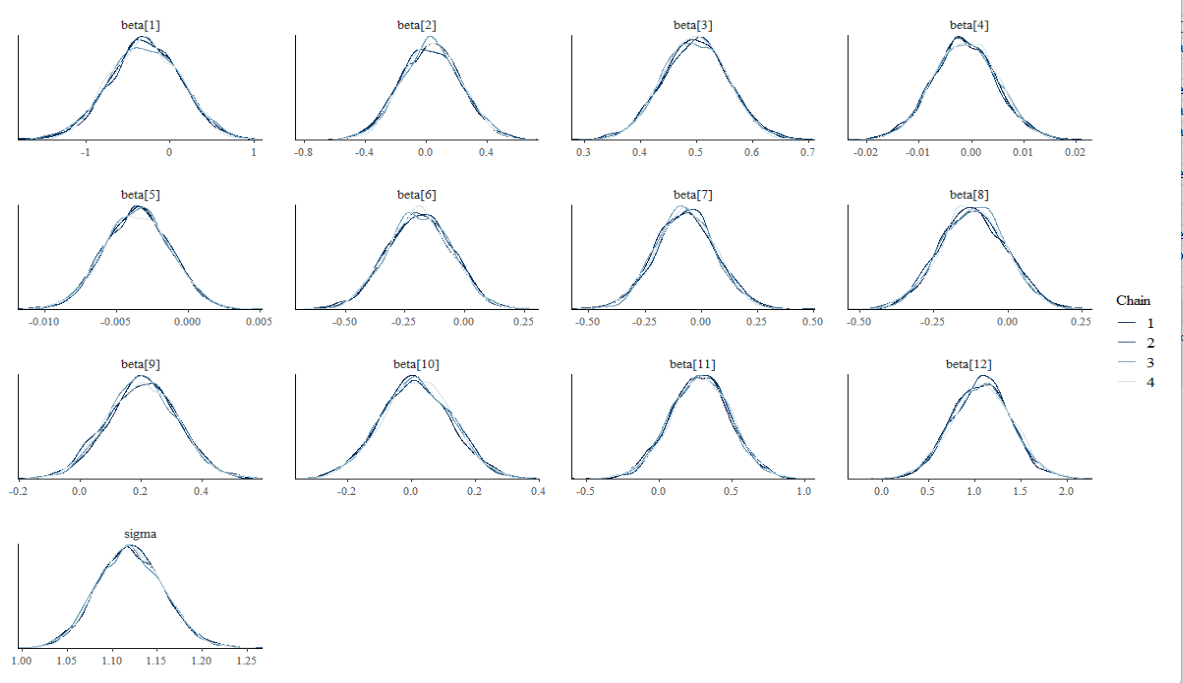 beta[1] beta[2] beta[3] beta[4]
-1 0 1 -0.8 -0.4 0.0 0.4 0.3 0.4 0.5 0.6 0.7 -0.02 -0.01 0.00 0.01 0.02
beta[5] beta[6] beta[7] beta[8]
-0.010 -0.005 0.000 0.005 -0.50 -0.25 0.00 0.25 -0.50 -0.25 0.00 0.25 0.50 -0.50 -0.25 0.00 0.25
Chain
1
2
3
4
beta[9] beta[10] beta[11] beta[12]
-0.2 0.0 0.2 0.4 -0.2 0.0 0.2 0.4 -0.5 0.0 0.5 1.0 0.0 0.5 1.0 1.5 2.0
sigma
1.00 1.05 1.10 1.15 1.20 1.25